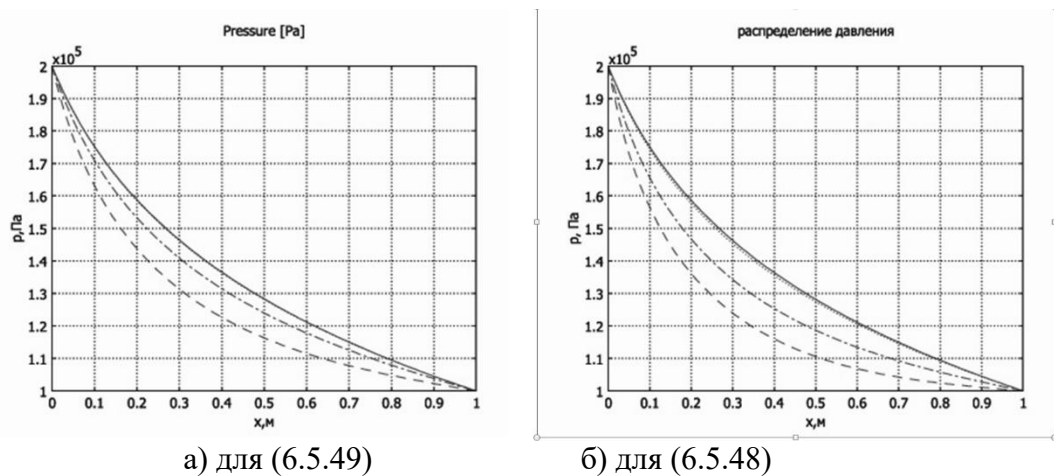 Pressure [Pa]
x10⁵
2
1.9
1.8
1.7
1.6
1.5
1.4
1.3
1.2
1.1
1
p,Па
0 0.1 0.2 0.3 0.4 0.5 0.6 0.7 0.8 0.9 1
x,м
а) для (6.5.49)
распределение давления
x10⁵
2
1.9
1.8
1.7
1.6
1.5
1.4
1.3
1.2
1.1
1
p, Па
0 0.1 0.2 0.3 0.4 0.5 0.6 0.7 0.8 0.9 1
x,м
б) для (6.5.48)